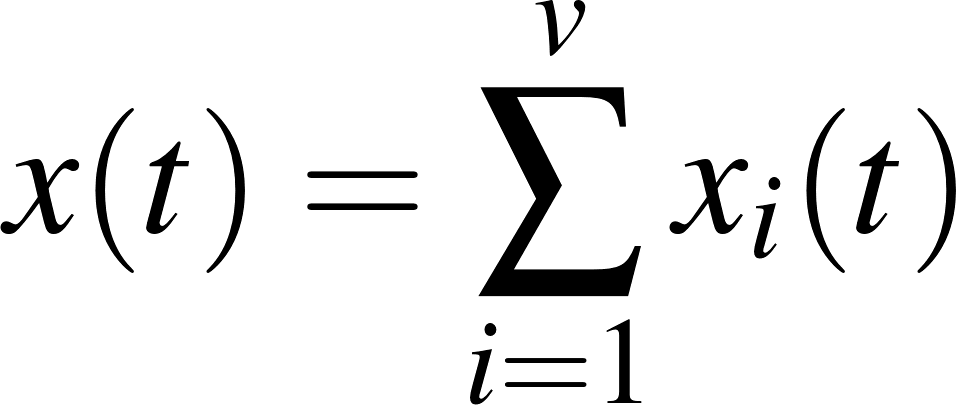 x(t) = \sum_{i=1}^{v} x_i(t)